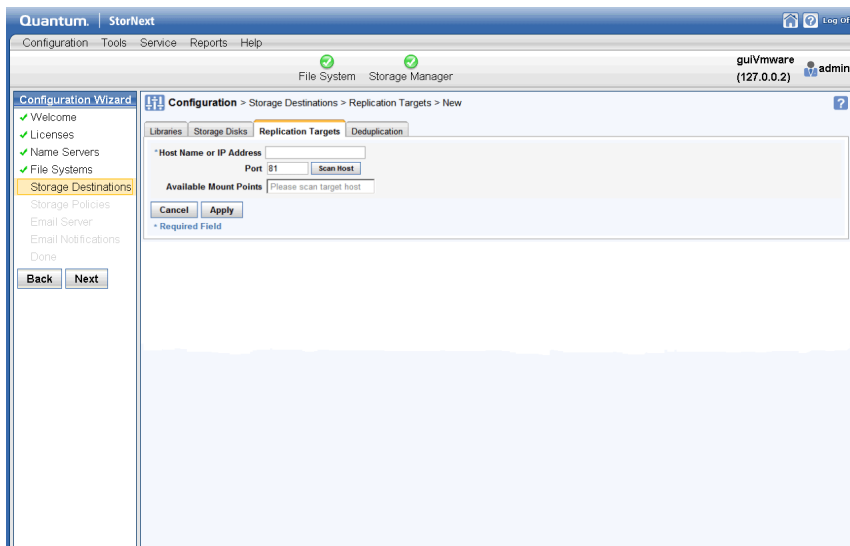 Quantum. StorNext
Log Of
Configuration Tools Service Reports Help
File System Storage Manager
guiVmware
(127.0.0.2)
admin
Configuration Wizard
Welcome
Licenses
Name Servers
File Systems
Storage Destinations
Storage Policies
Email Server
Email Notifications
Done
Back Next
Configuration > Storage Destinations > Replication Targets > New
?
Libraries Storage Disks Replication Targets Deduplication
*Host Name or IP Address
Port 81 Scan Host
Available Mount Points Please scan target host
Cancel Apply
* Required Field